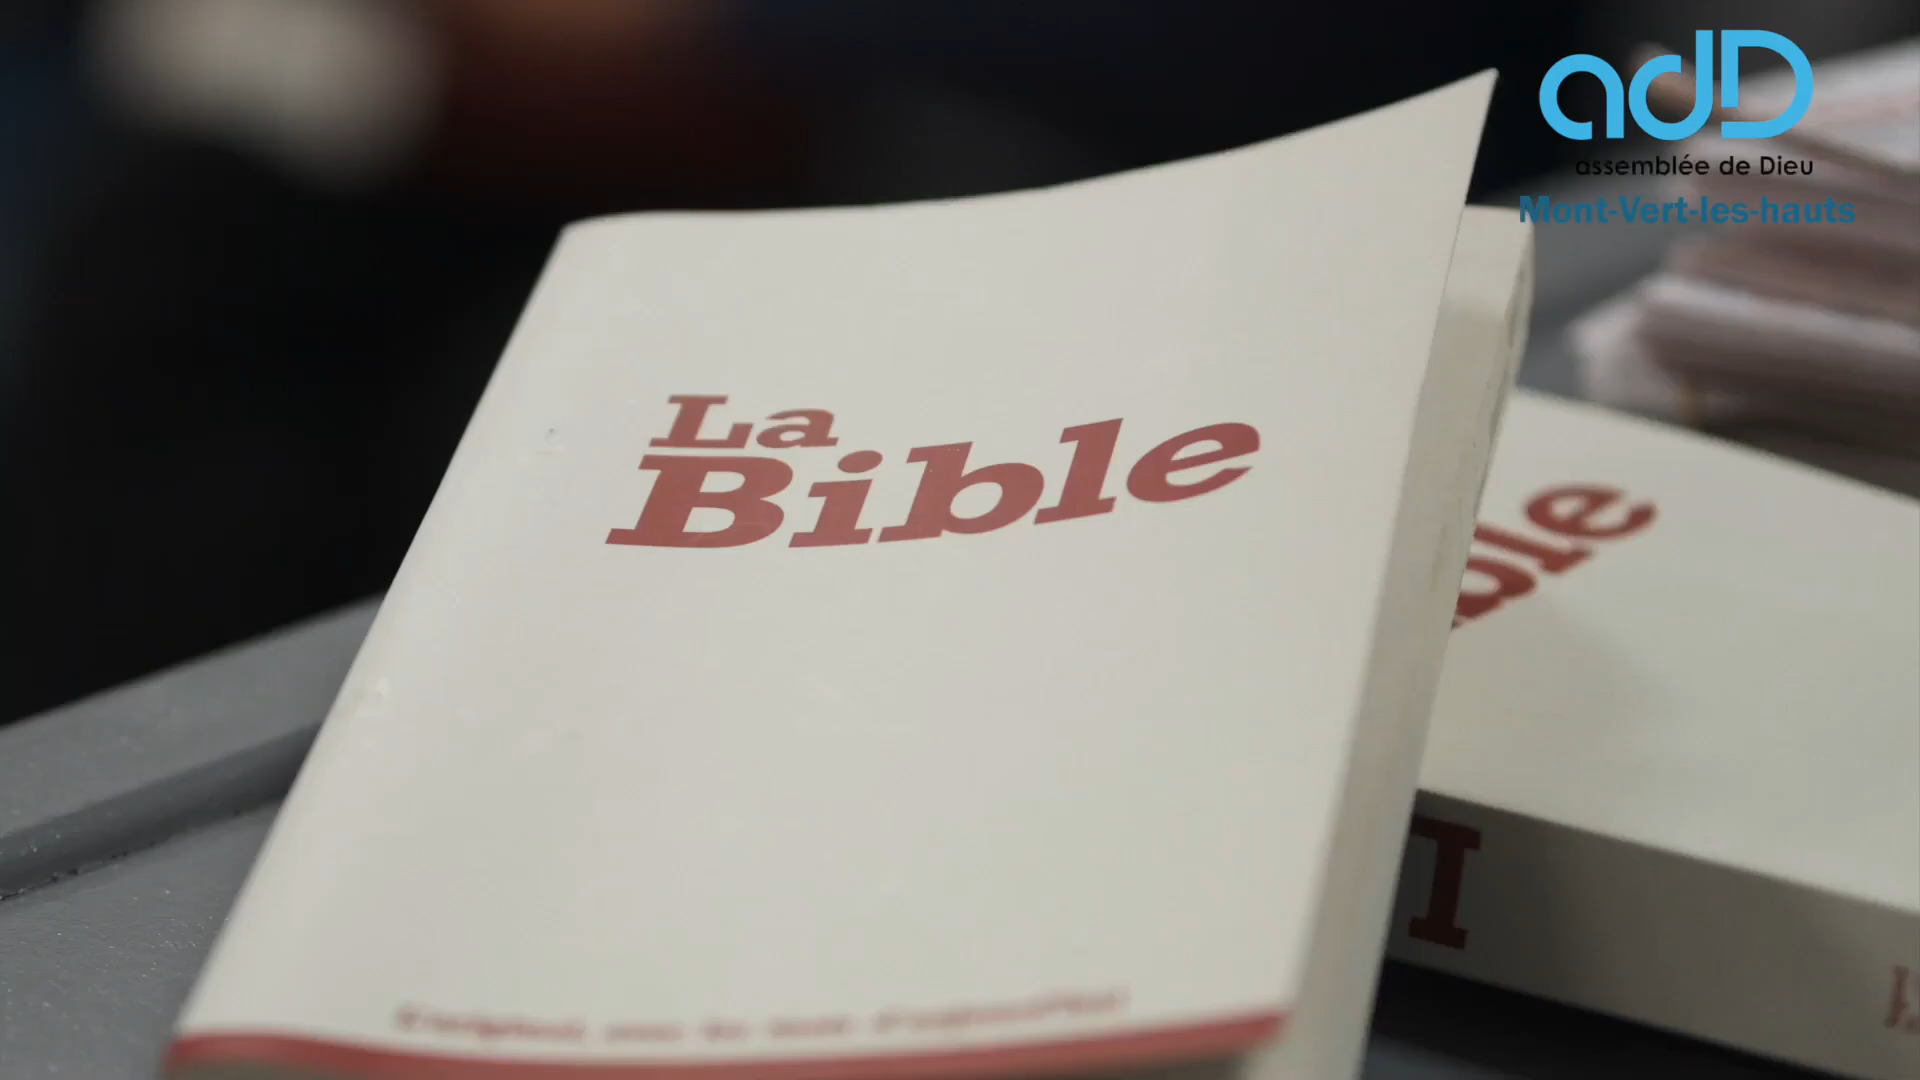 adD
assemblée de Dieu
Mont-Vert-les-hauts
La
Bible
ble
I